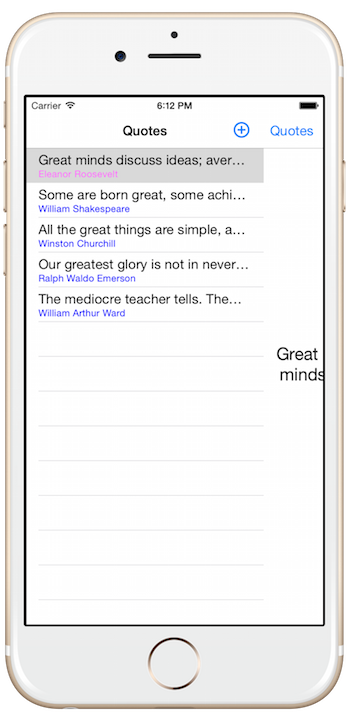 Carrier 6:12 PM
Quotes Quotes
Great minds discuss ideas; aver…
Eleanor Roosevelt
Some are born great, some achi…
William Shakespeare
All the great things are simple, a…
Winston Churchill
Our greatest glory is not in never…
Ralph Waldo Emerson
The mediocre teacher tells. The…
William Arthur Ward
Great
minds